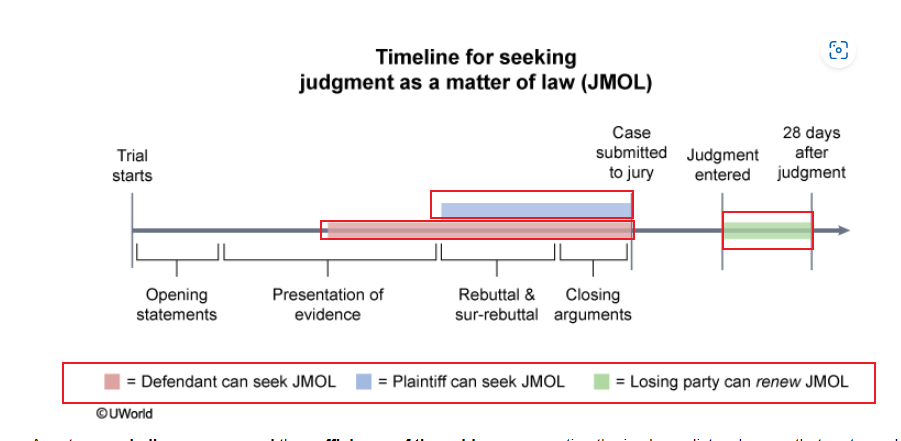 Timeline for seeking
judgment as a matter of law (JMOL)
Trial
starts
Case
submitted
to jury
Judgment
entered
28 days
after
judgment
Opening
statements
Presentation of
evidence
Rebuttal &
sur-rebuttal
Closing
arguments
= Defendant can seek JMOL = Plaintiff can seek JMOL = Losing party can renew JMOL
©UWorld